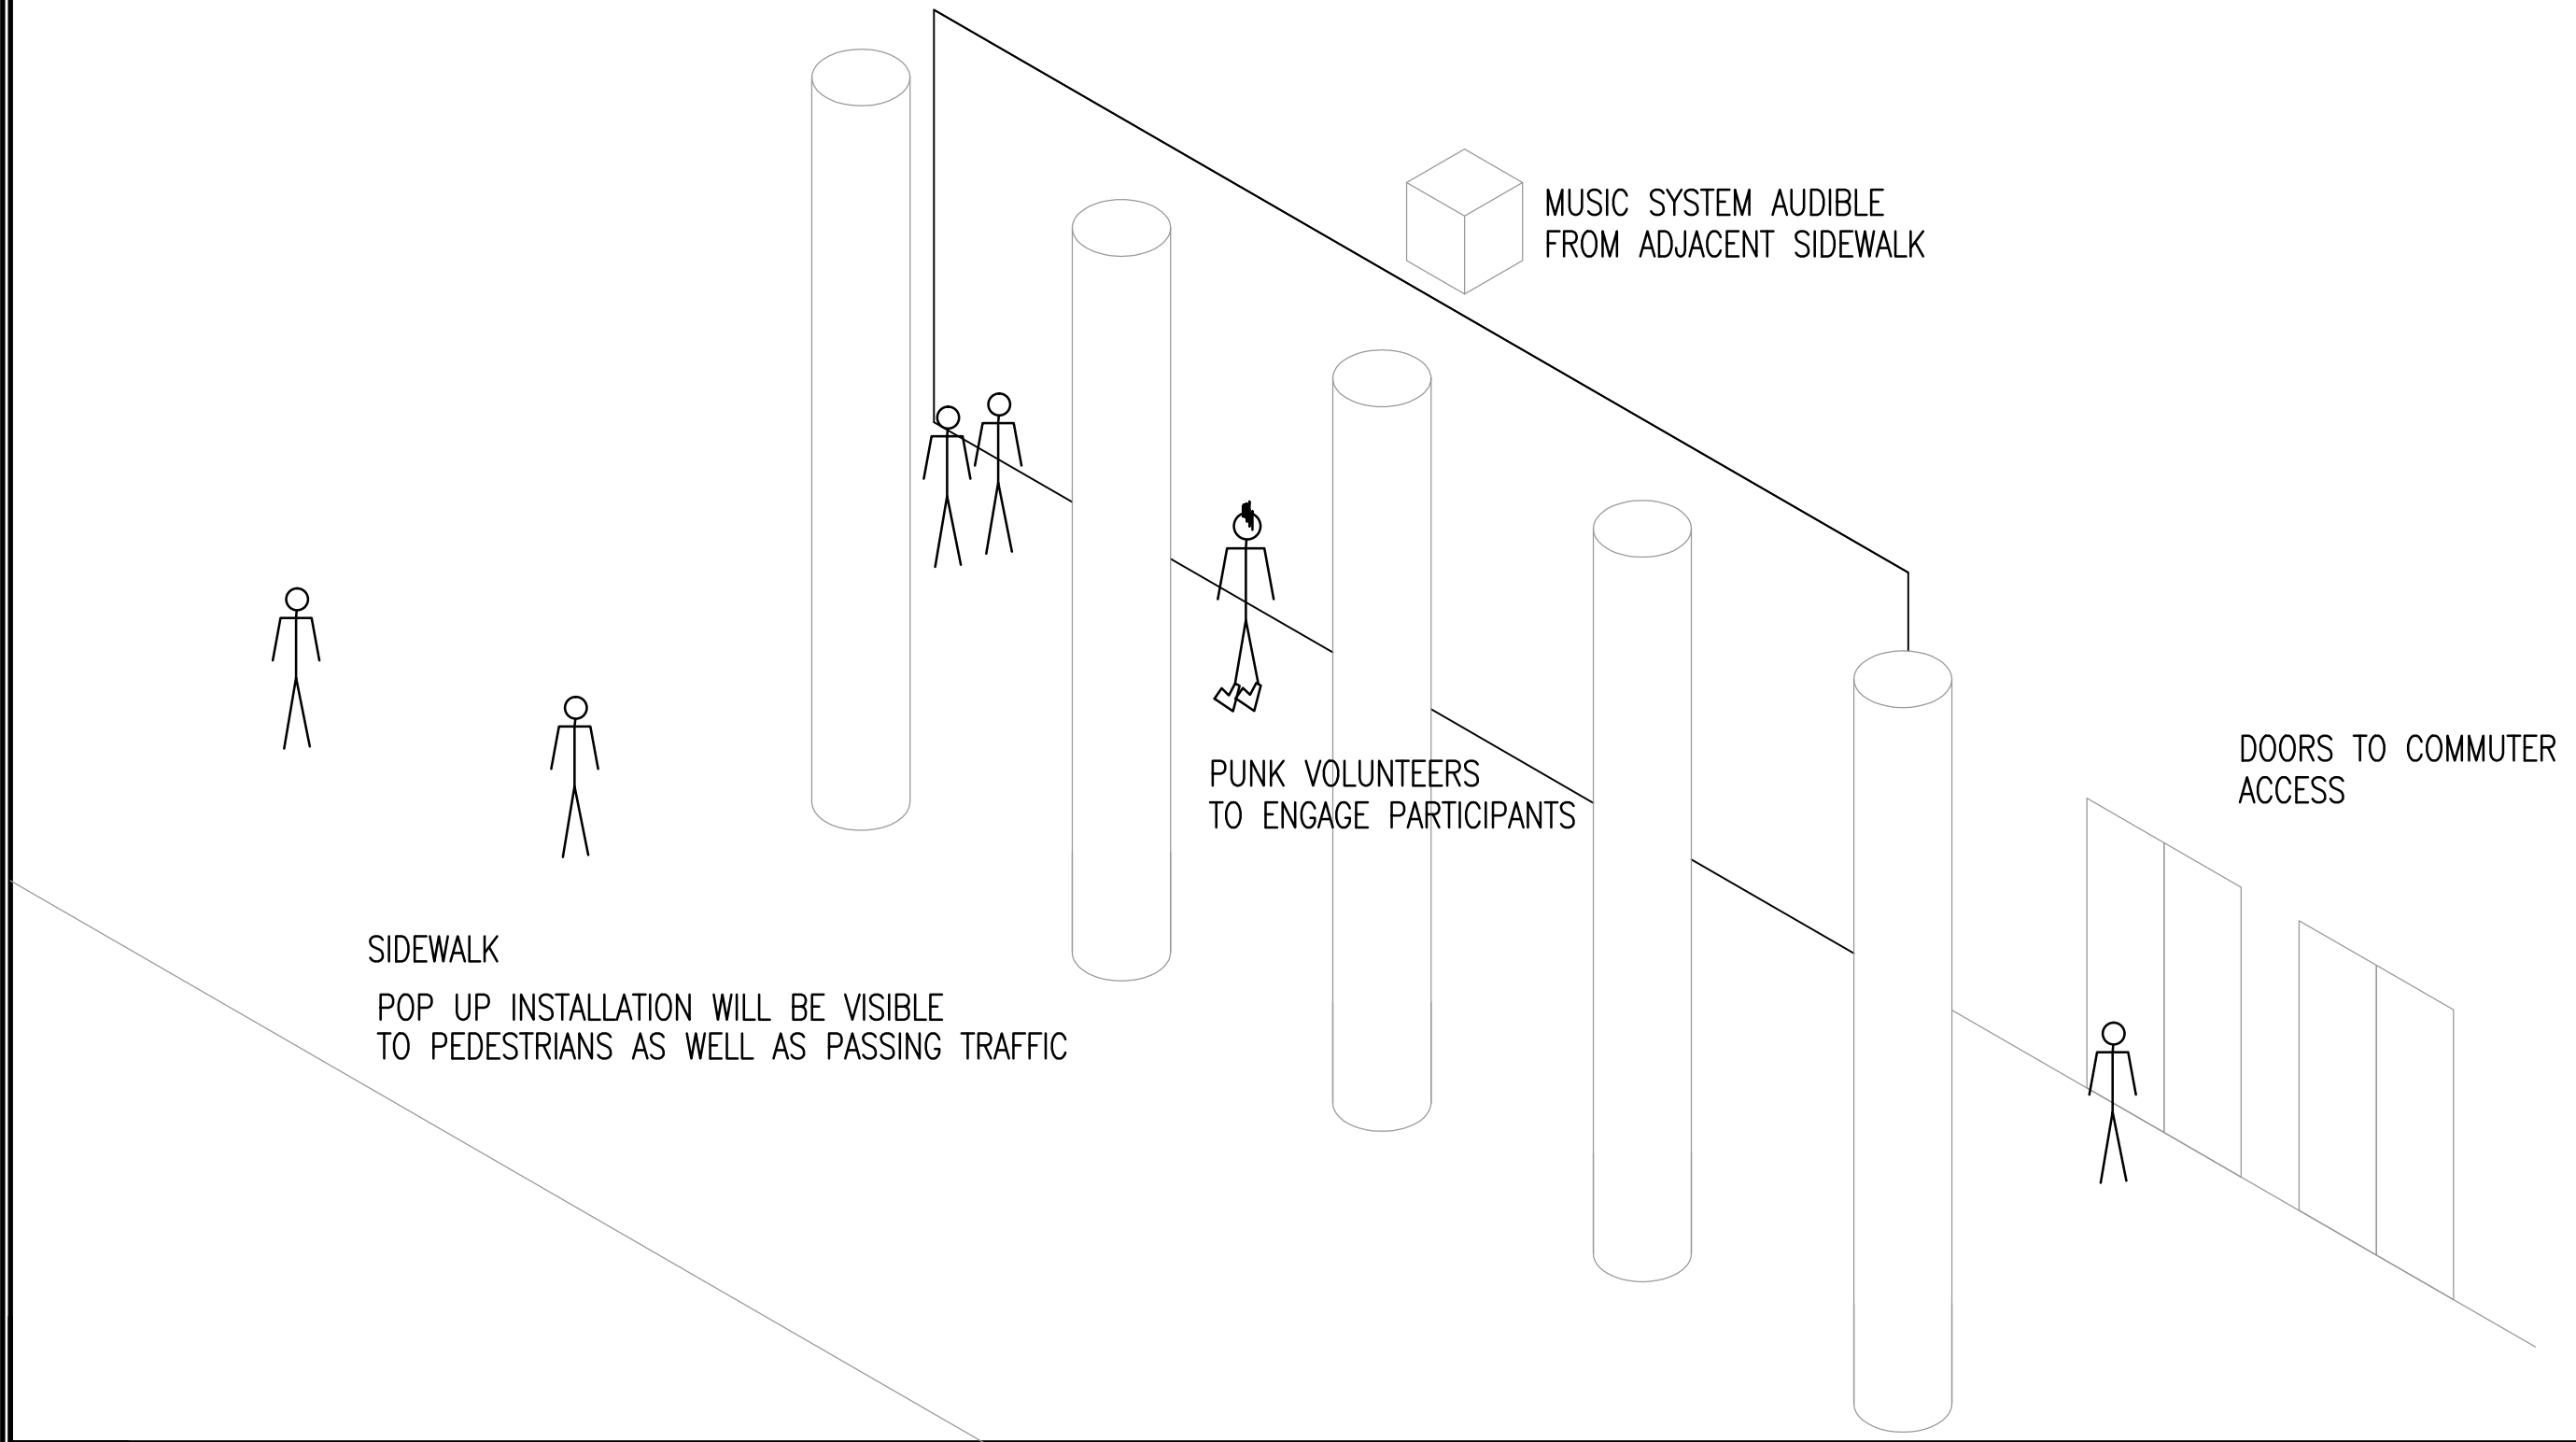 MUSIC SYSTEM AUDIBLE
FROM ADJACENT SIDEWALK
DOORS TO COMMUTER
ACCESS
PUNK VOLUNTEERS
TO ENGAGE PARTICIPANTS
SIDEWALK
POP UP INSTALLATION WILL BE VISIBLE
TO PEDESTRIANS AS WELL AS PASSING TRAFFIC